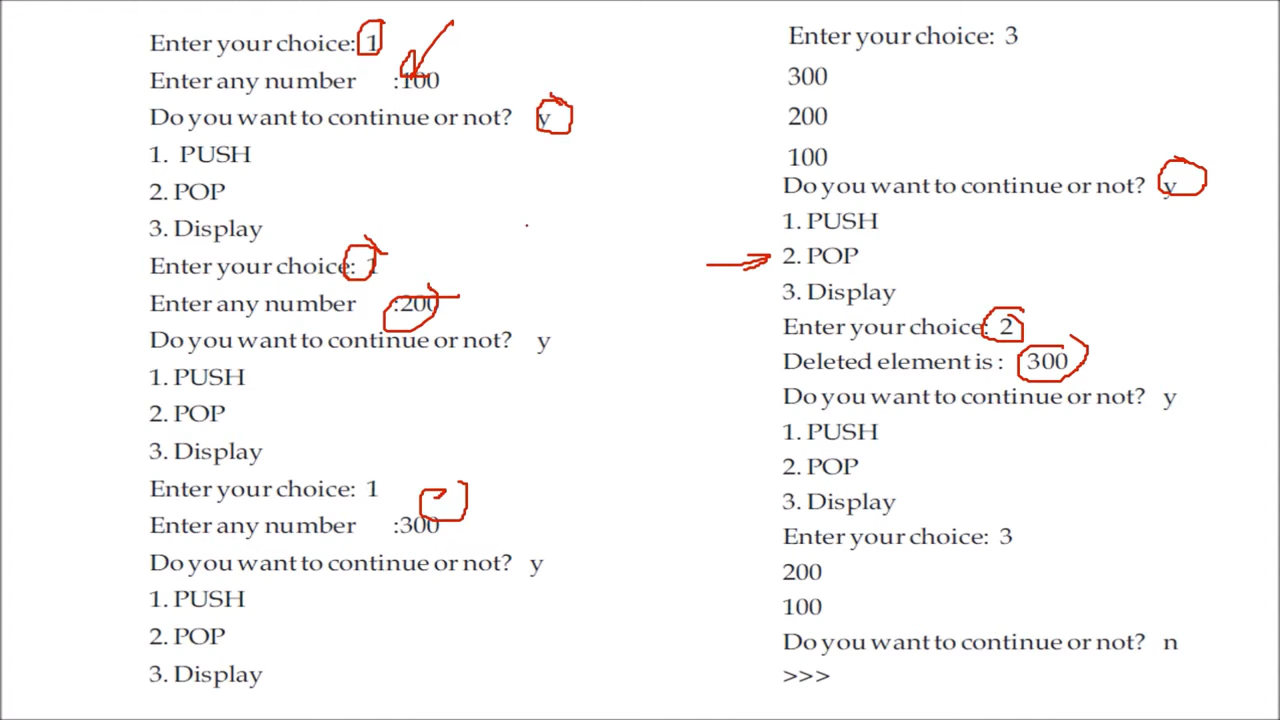 Enter your choice: 1
Enter any number :100
Do you want to continue or not? y
1. PUSH
2. POP
3. Display
Enter your choice: 1
Enter any number :200
Do you want to continue or not? y
1. PUSH
2. POP
3. Display
Enter your choice: 1
Enter any number :300
Do you want to continue or not? y
1. PUSH
2. POP
3. Display
Enter your choice: 3
300
200
100
Do you want to continue or not? y
1. PUSH
2. POP
3. Display
Enter your choice: 2
Deleted element is : 300
Do you want to continue or not? y
1. PUSH
2. POP
3. Display
Enter your choice: 3
200
100
Do you want to continue or not? n
>>>